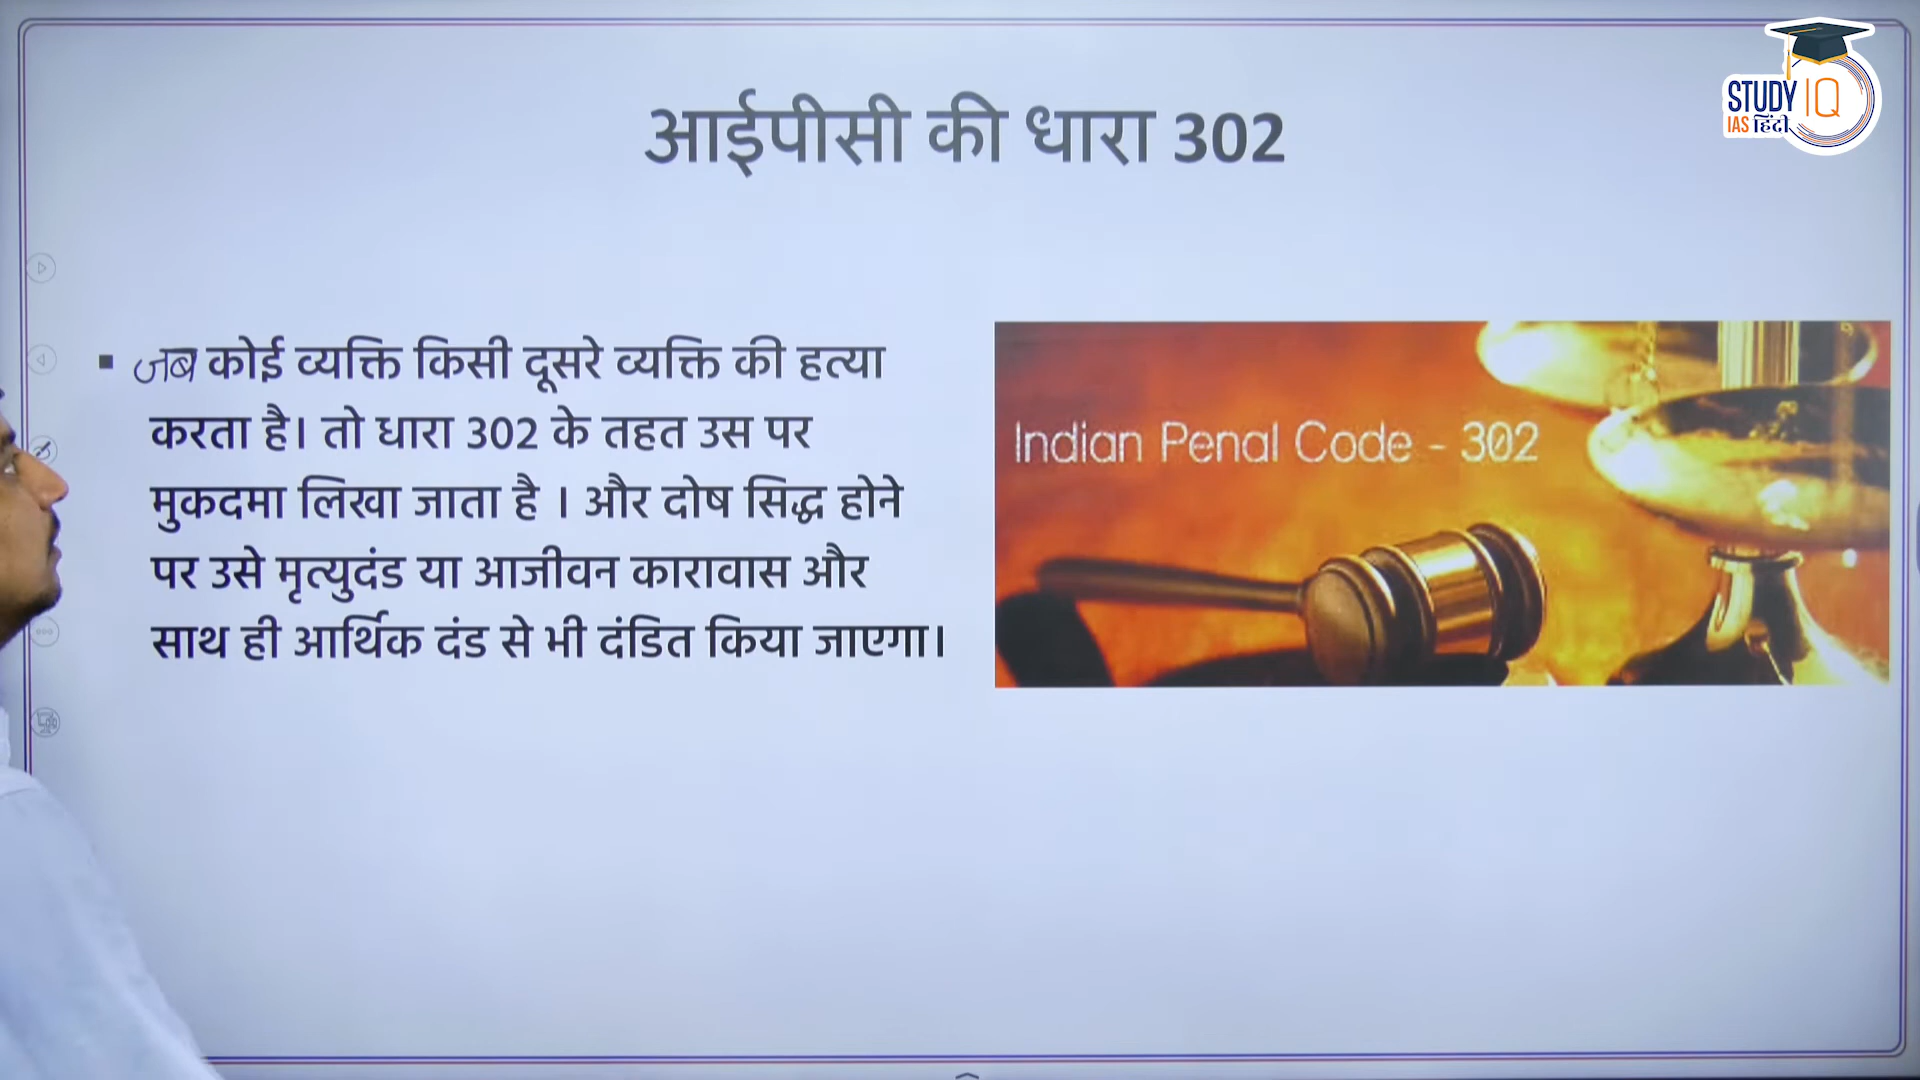 आईपीसी की धारा 302
STUDY IQ
IAS हिंदी
▪ जब कोई व्यक्ति किसी दूसरे व्यक्ति की हत्या
करता है। तो धारा 302 के तहत उस पर
मुकदमा लिखा जाता है । और दोष सिद्ध होने
पर उसे मृत्युदंड या आजीवन कारावास और
साथ ही आर्थिक दंड से भी दंडित किया जाएगा।
Indian Penal Code - 302